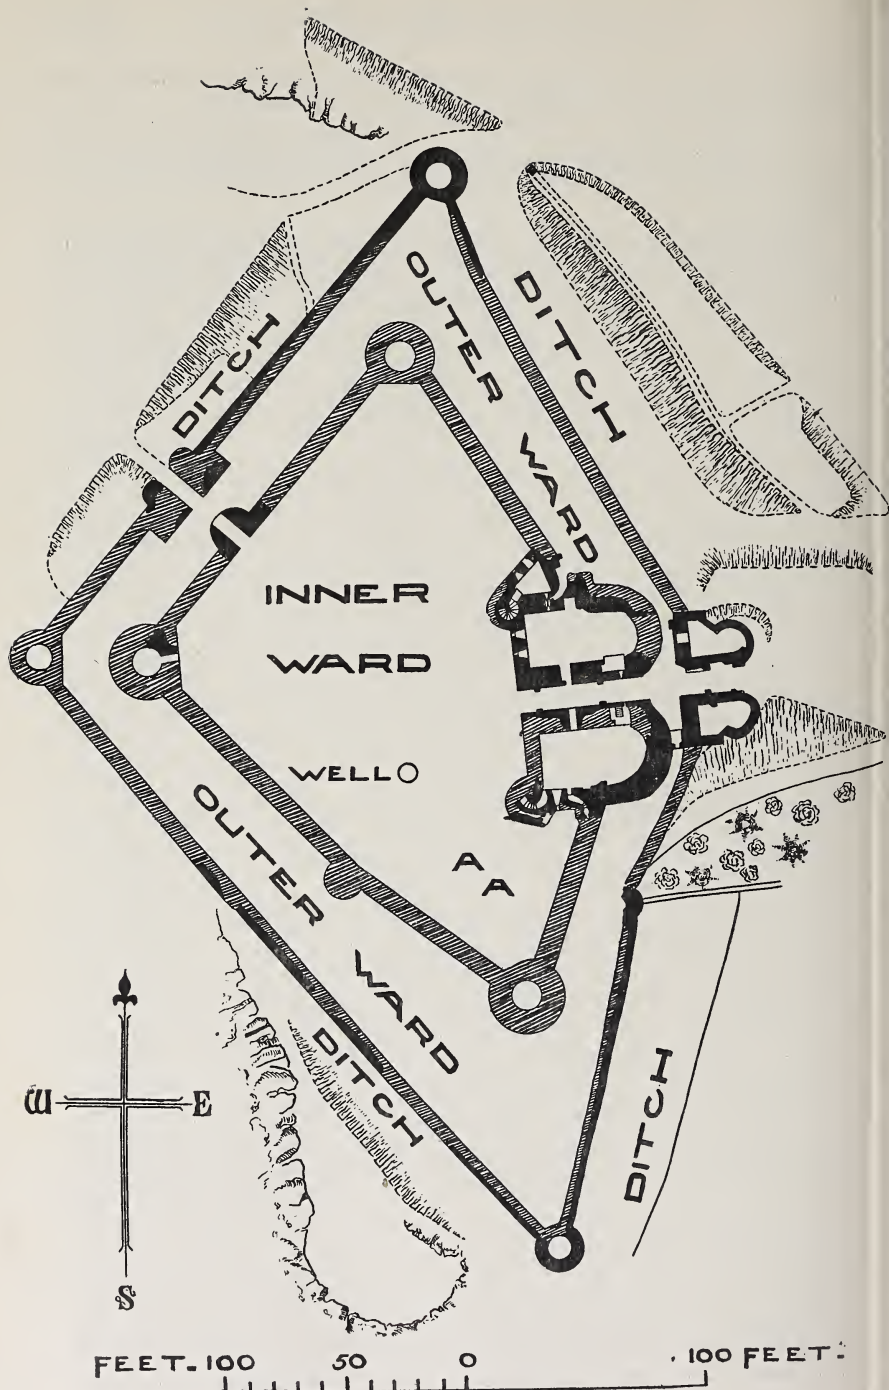 OUTER WARD
DITCH
DITCH
INNER
WARD
WELL
OUTER WARD
A
A
DITCH
DITCH
W E
S
FEET. 100 50 0 100 FEET.